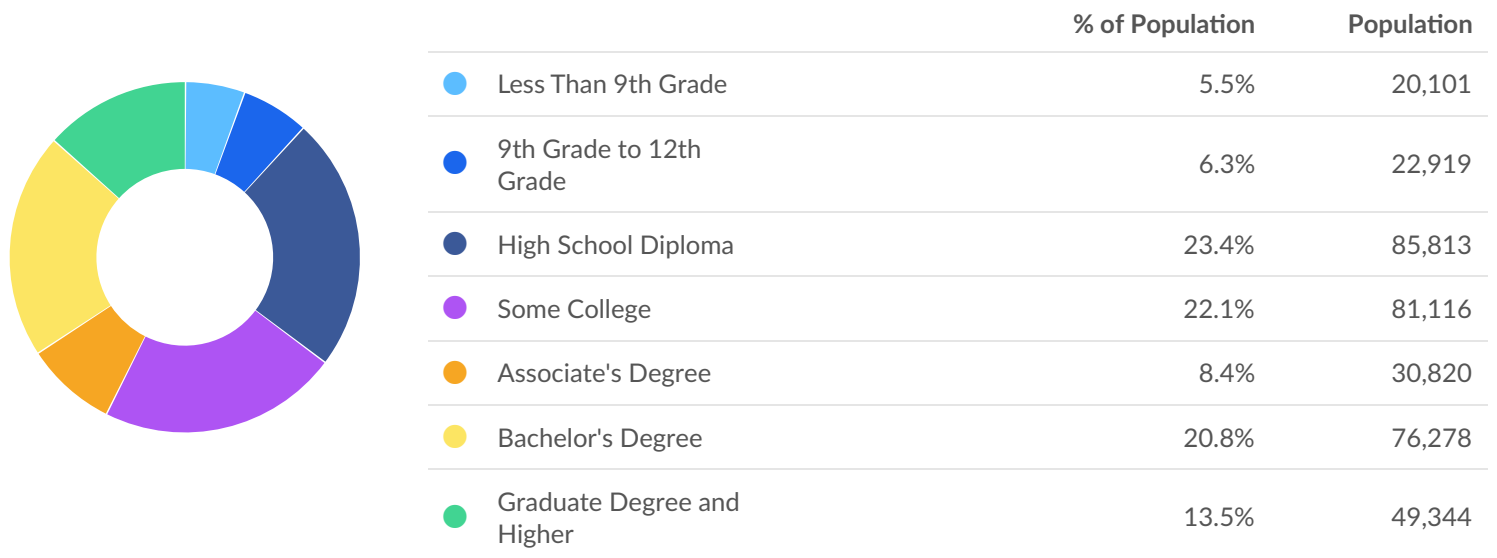 % of Population Population
Less Than 9th Grade 5.5% 20,101
9th Grade to 12th
Grade 6.3% 22,919
High School Diploma 23.4% 85,813
Some College 22.1% 81,116
Associate's Degree 8.4% 30,820
Bachelor's Degree 20.8% 76,278
Graduate Degree and
Higher 13.5% 49,344